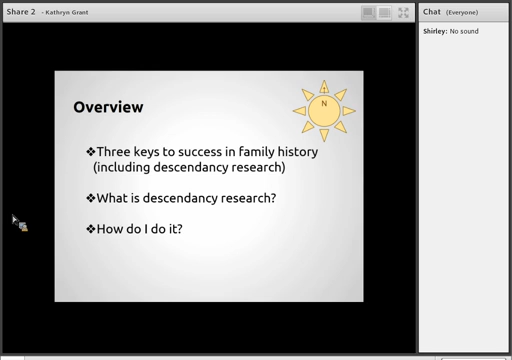 Share 2 - Kathryn Grant
Chat (Everyone)
Shirley: No sound
N
Overview
❖Three keys to success in family history
(including descendancy research)
❖What is descendancy research?
❖How do I do it?